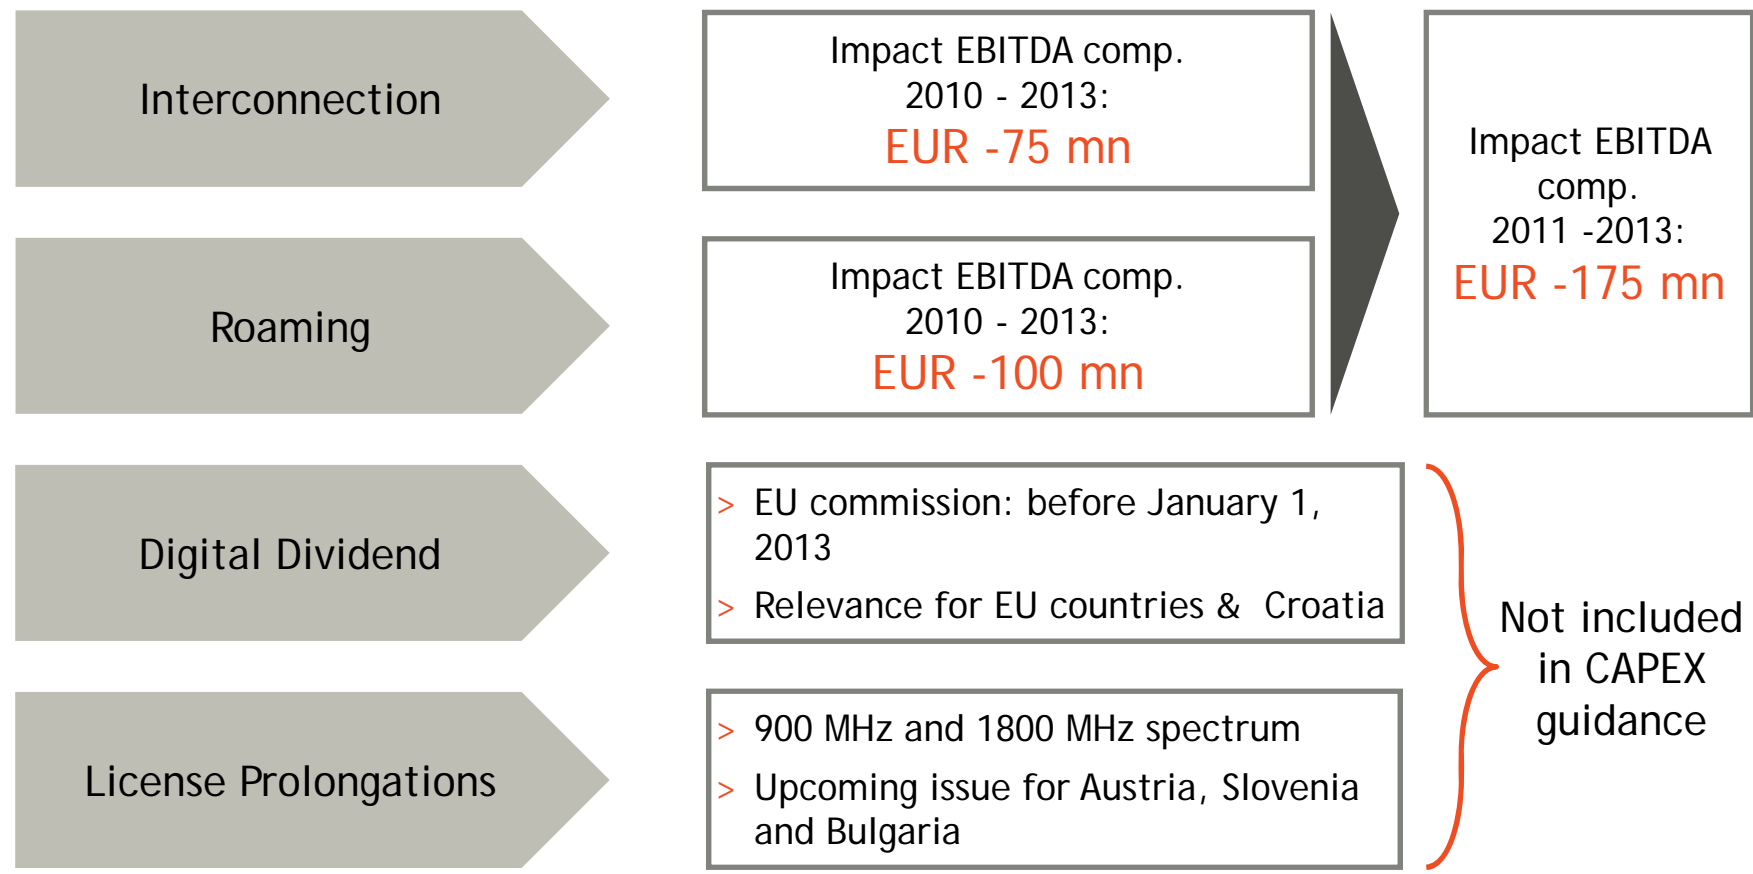 Interconnection
Impact EBITDA comp.
2010 - 2013:
EUR -75 mn
Impact EBITDA
comp.
2011 -2013:
EUR -175 mn
Roaming
Impact EBITDA comp.
2010 - 2013:
EUR -100 mn
Digital Dividend
> EU commission: before January 1,
2013
> Relevance for EU countries & Croatia
License Prolongations
> 900 MHz and 1800 MHz spectrum
> Upcoming issue for Austria, Slovenia
and Bulgaria
Not included
in CAPEX
guidance